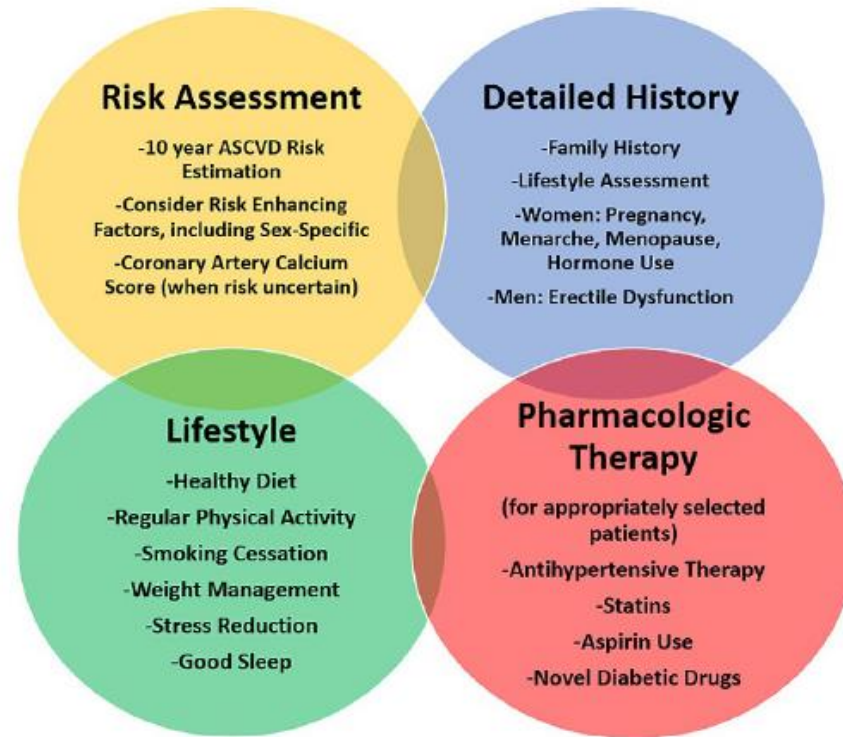 Risk Assessment
-10 year ASCVD Risk
Estimation
-Consider Risk Enhancing
Factors, including Sex-Specific
-Coronary Artery Calcium
Score (when risk uncertain)
Detailed History
-Family History
-Lifestyle Assessment
-Women: Pregnancy,
Menarche, Menopause,
Hormone Use
-Men: Erectile Dysfunction
Lifestyle
-Healthy Diet
-Regular Physical Activity
-Smoking Cessation
-Weight Management
-Stress Reduction
-Good Sleep
Pharmacologic
Therapy
(for appropriately selected
patients)
-Antihypertensive Therapy
-Statins
-Aspirin Use
-Novel Diabetic Drugs